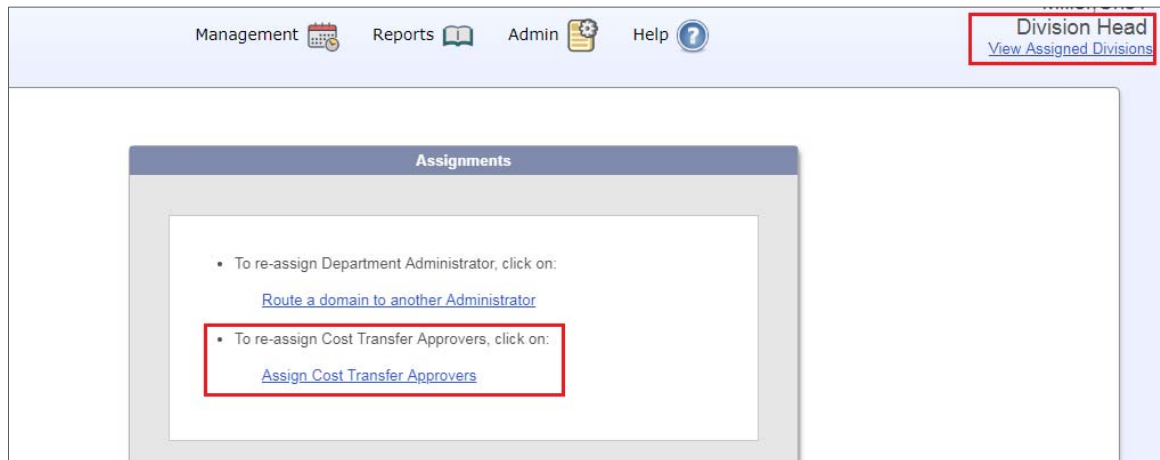 Management Reports Admin Help
Division Head
View Assigned Divisions
Assignments
To re-assign Department Administrator, click on:
Route a domain to another Administrator
To re-assign Cost Transfer Approvers, click on:
Assign Cost Transfer Approvers